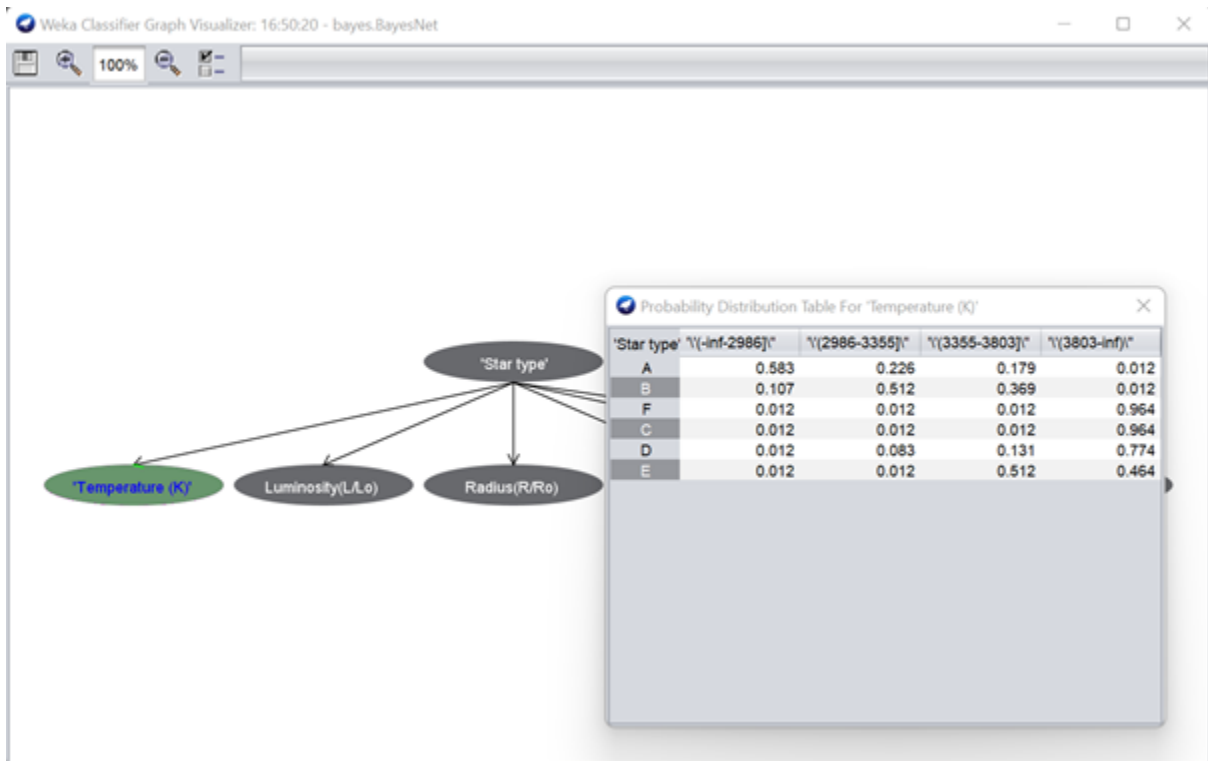 Weka Classifier Graph Visualizer: 16:50:20 - bayes.BayesNet
100%
Probability Distribution Table For 'Temperature (K)'
'Star type' '\'(-inf-2986]\'' '\'(2986-3355]\'' '\'(3355-3803]\'' '\'(3803-inf)\''
A 0.583 0.226 0.179 0.012
B 0.107 0.512 0.369 0.012
F 0.012 0.012 0.012 0.964
C 0.012 0.012 0.012 0.964
D 0.012 0.083 0.131 0.774
E 0.012 0.012 0.512 0.464
'Star type'
'Temperature (K)' Luminosity(L/Lo) Radius(R/Ro)